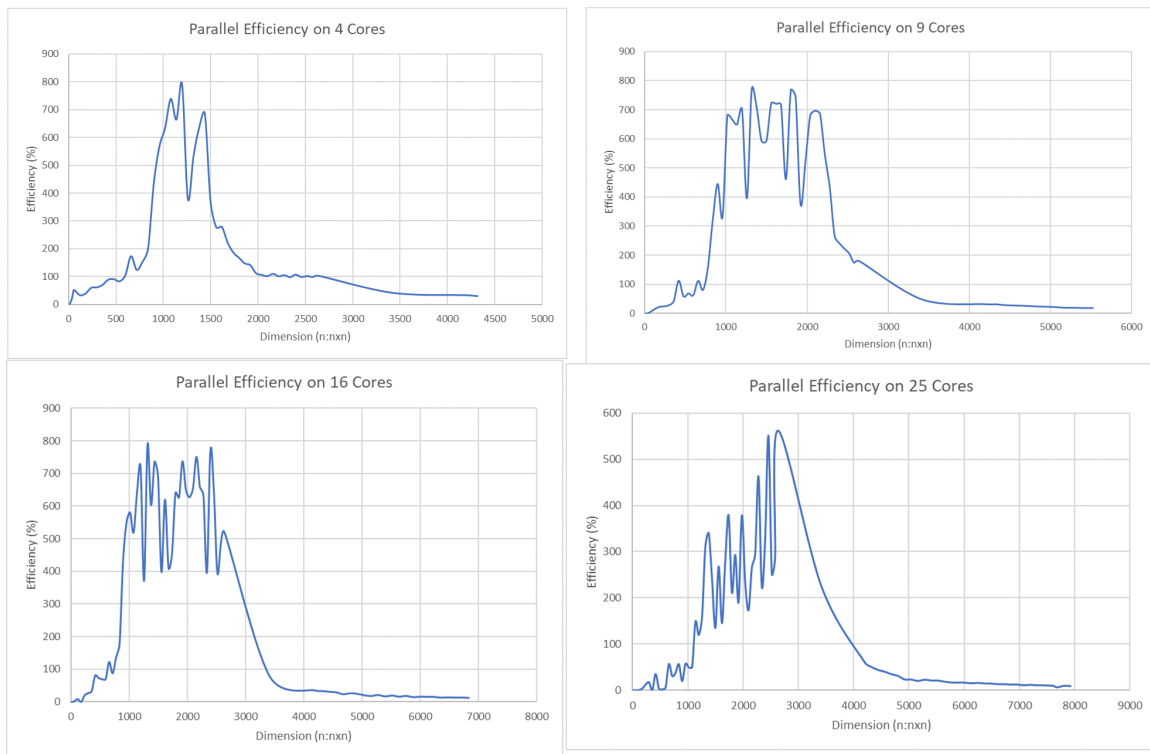 Parallel Efficiency on 4 Cores
900
800
700
600
500
400
300
200
100
0
Efficiency (%)
0 500 1000 1500 2000 2500 3000 3500 4000 4500 5000
Dimension (n:nxn)
Parallel Efficiency on 9 Cores
900
800
700
600
500
400
300
200
100
0
Efficiency (%)
0 1000 2000 3000 4000 5000 6000
Dimension (n:nxn)
Parallel Efficiency on 16 Cores
900
800
700
600
500
400
300
200
100
0
Efficiency (%)
0 1000 2000 3000 4000 5000 6000 7000 8000
Dimension (n:nxn)
Parallel Efficiency on 25 Cores
600
500
400
300
200
100
0
Efficiency (%)
0 1000 2000 3000 4000 5000 6000 7000 8000 9000
Dimension (n:nxn)